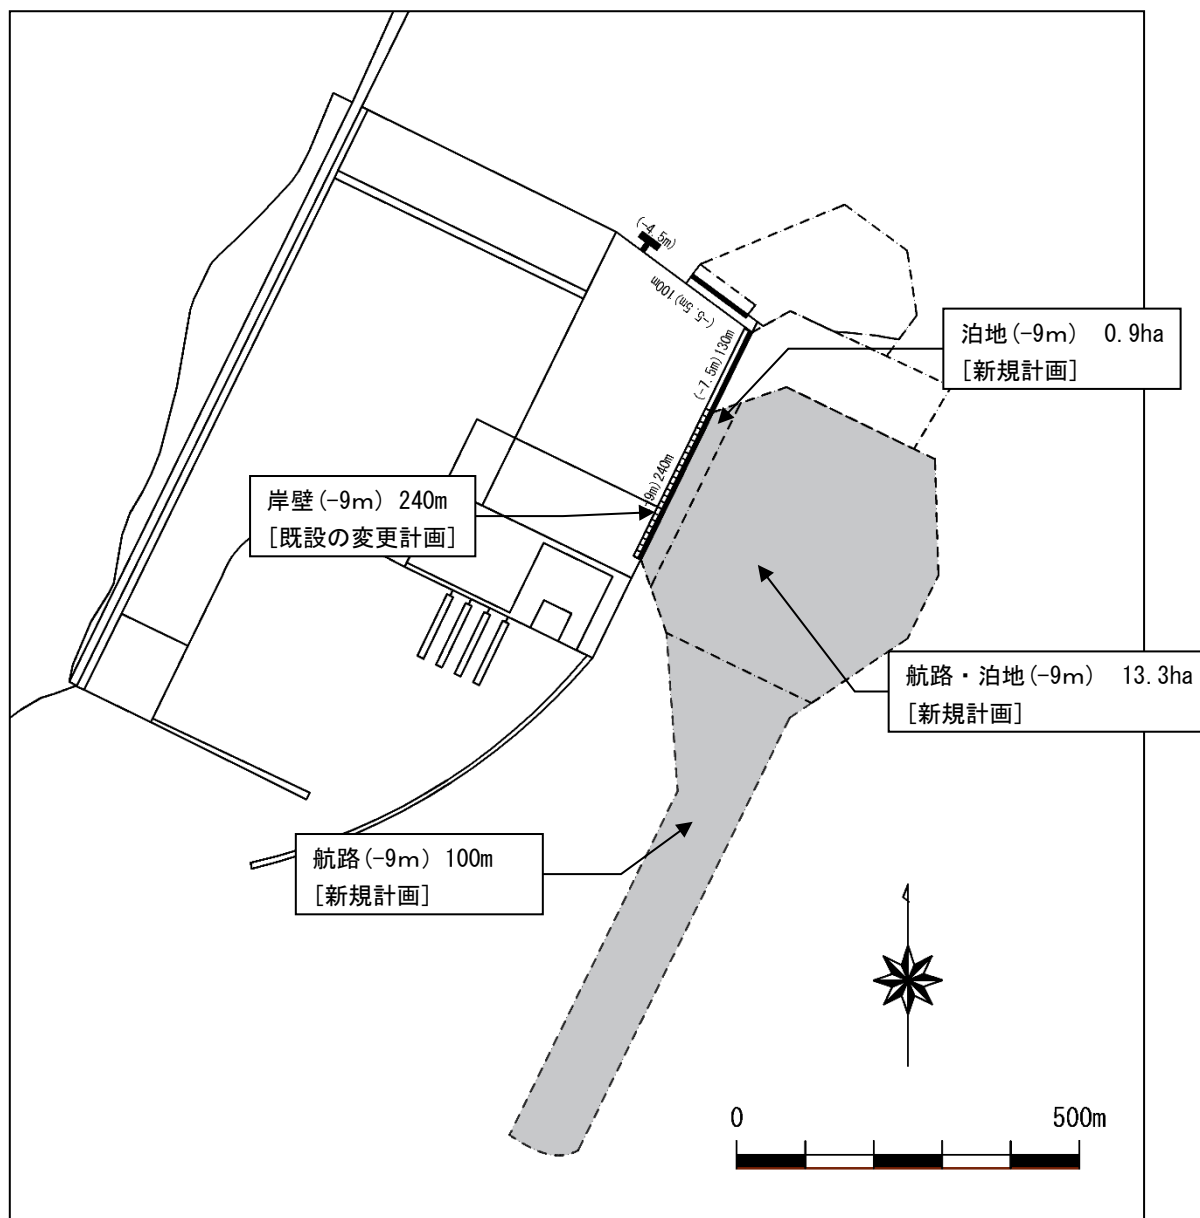 (-4.5m)
(-5.5m) 100m
(-7.5m) 130m
泊地(-9m) 0.9ha
[新規計画]
岸壁(-9m) 240m
[既設の変更計画]
9m) 240m
航路・泊地(-9m) 13.3ha
[新規計画]
航路(-9m) 100m
[新規計画]
0
500m